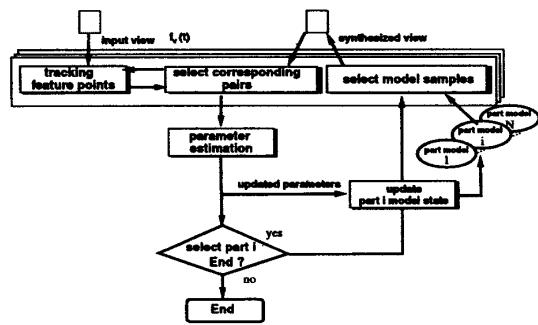 input view I_v (t) synthesized view
tracking
feature points
select corresponding
pairs
select model samples
part model
N
part model
i
part model
1
parameter
estimation
updated parameters
update
part i model state
select part i
End ?
yes
no
End